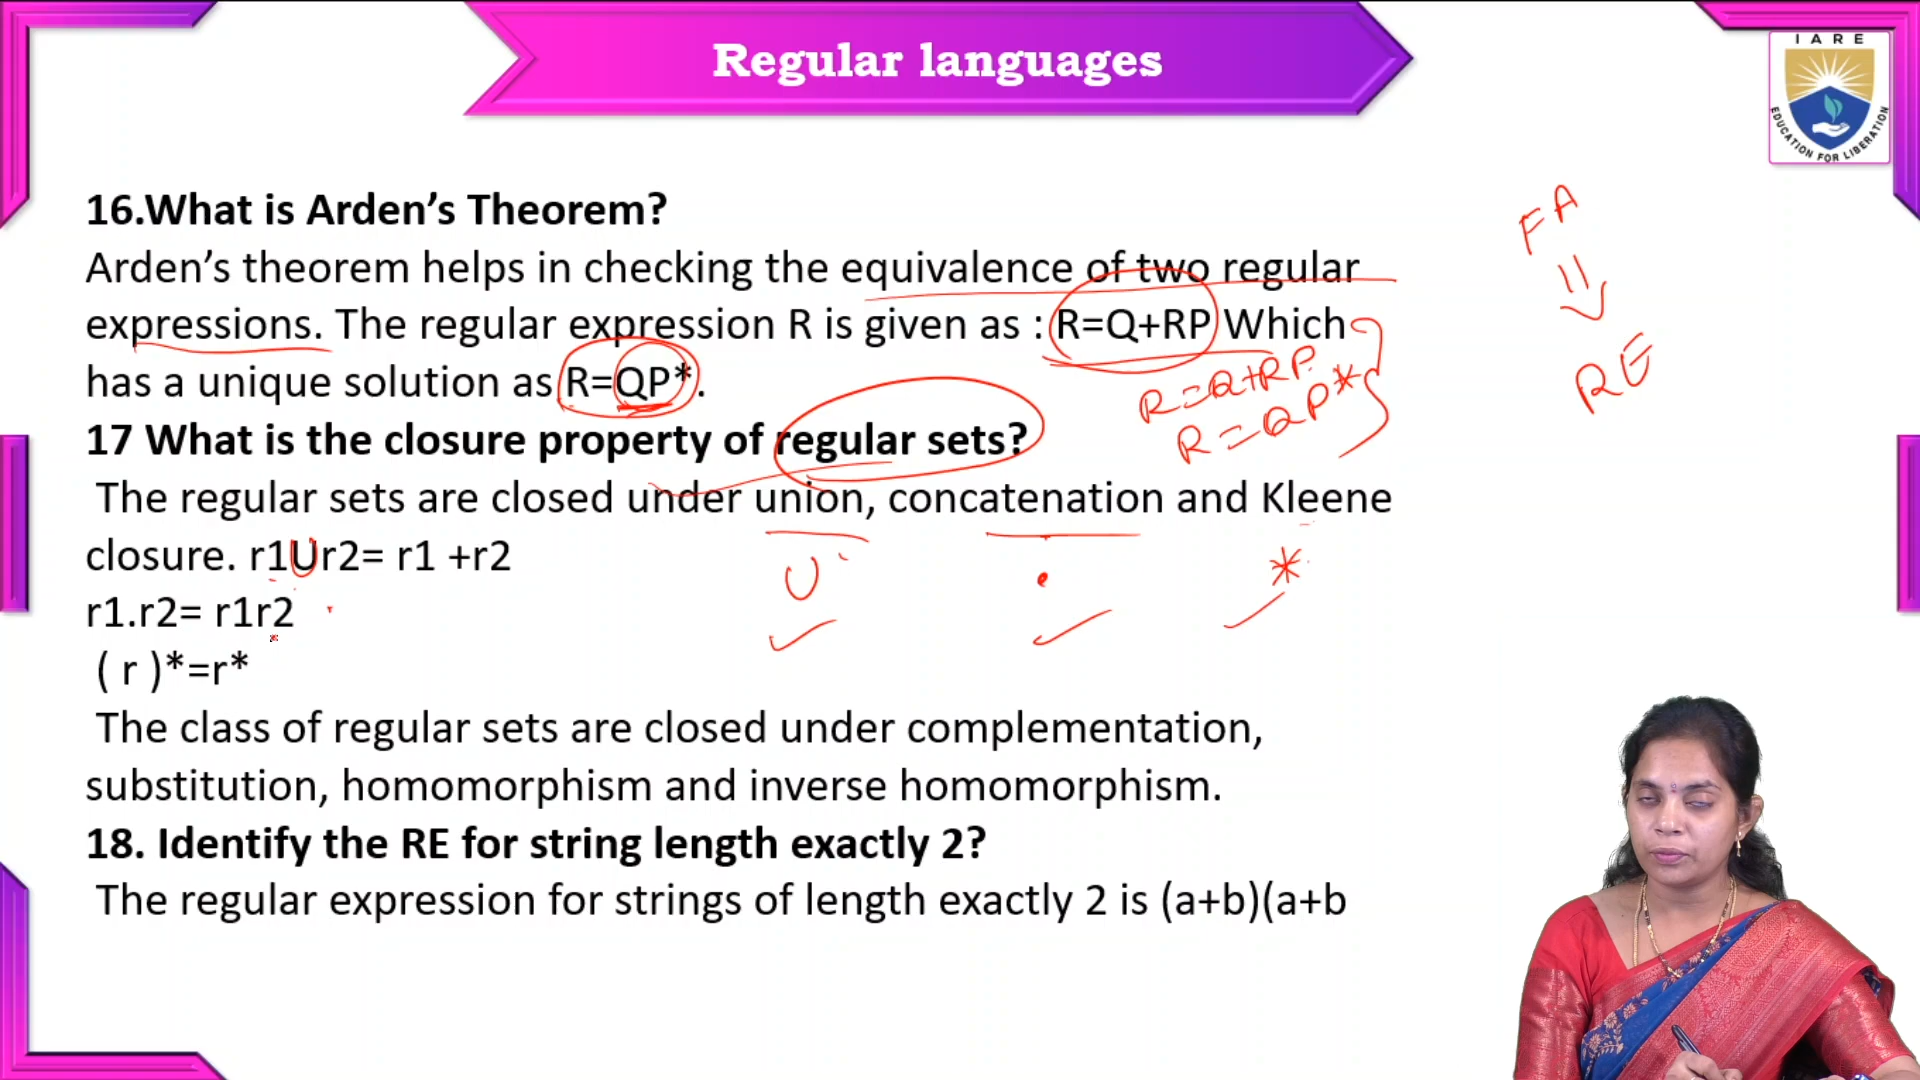 Regular languages
IARE
EDUCATION FOR LIBERATION
16.What is Arden’s Theorem?
Arden’s theorem helps in checking the equivalence of two regular
expressions. The regular expression R is given as : R=Q+RP Which
has a unique solution as R=QP*.
17 What is the closure property of regular sets?
The regular sets are closed under union, concatenation and Kleene
closure. r1Ur2= r1 +r2
r1.r2= r1r2
( r )*=r*
The class of regular sets are closed under complementation,
substitution, homomorphism and inverse homomorphism.
18. Identify the RE for string length exactly 2?
The regular expression for strings of length exactly 2 is (a+b)(a+b
FA
RE
R=Q+RP
R=QP*
U
.
*